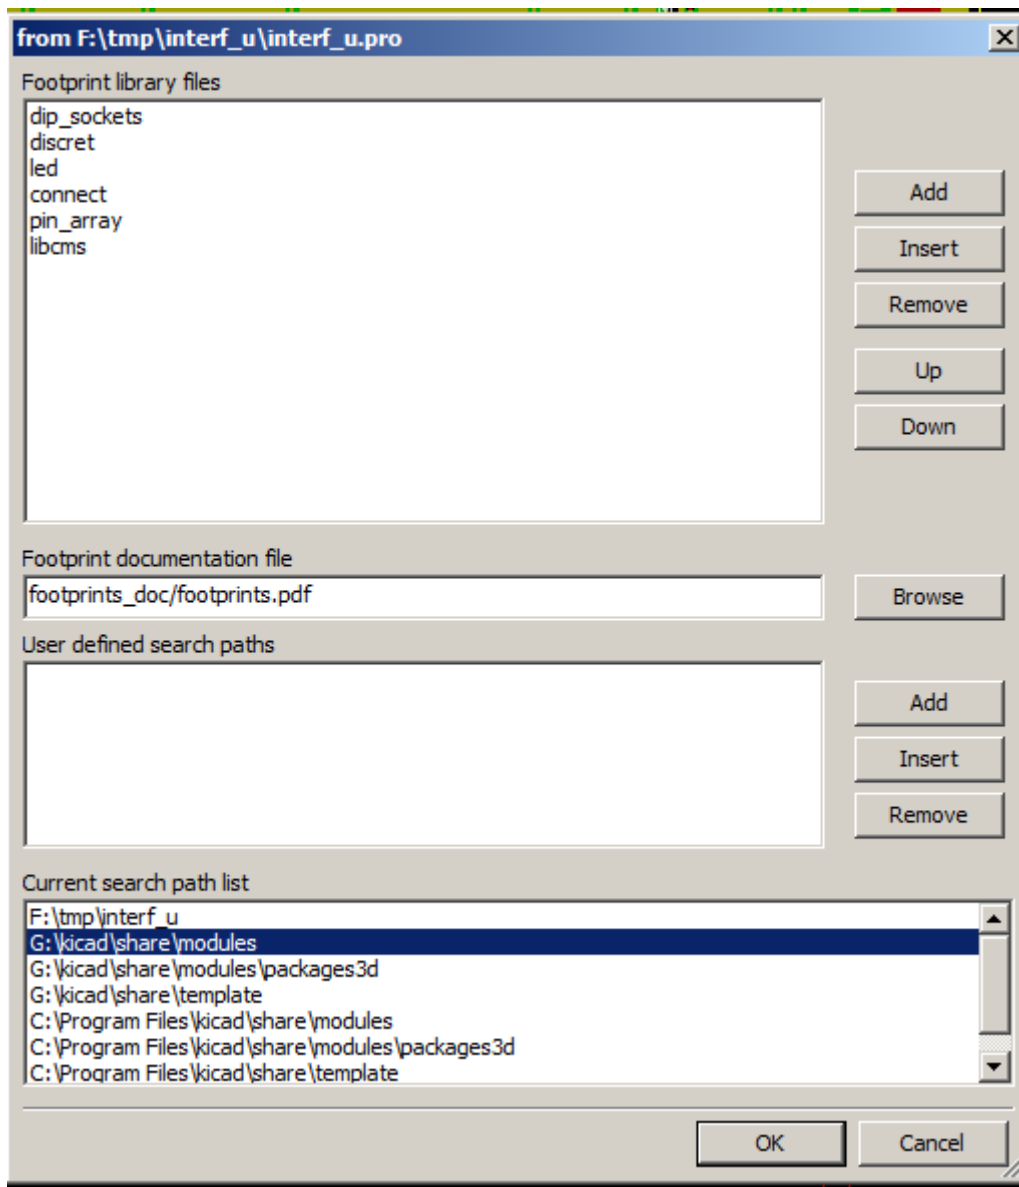 from F:\tmp\interf_u\interf_u.pro
Footprint library files
dip_sockets
discret
led
connect
pin_array
libcms
Add
Insert
Remove
Up
Down
Footprint documentation file
footprints_doc/footprints.pdf
Browse
User defined search paths
Add
Insert
Remove
Current search path list
F:\tmp\interf_u
G:\kicad\share\modules
G:\kicad\share\modules\packages3d
G:\kicad\share\template
C:\Program Files\kicad\share\modules
C:\Program Files\kicad\share\modules\packages3d
C:\Program Files\kicad\share\template
OK
Cancel